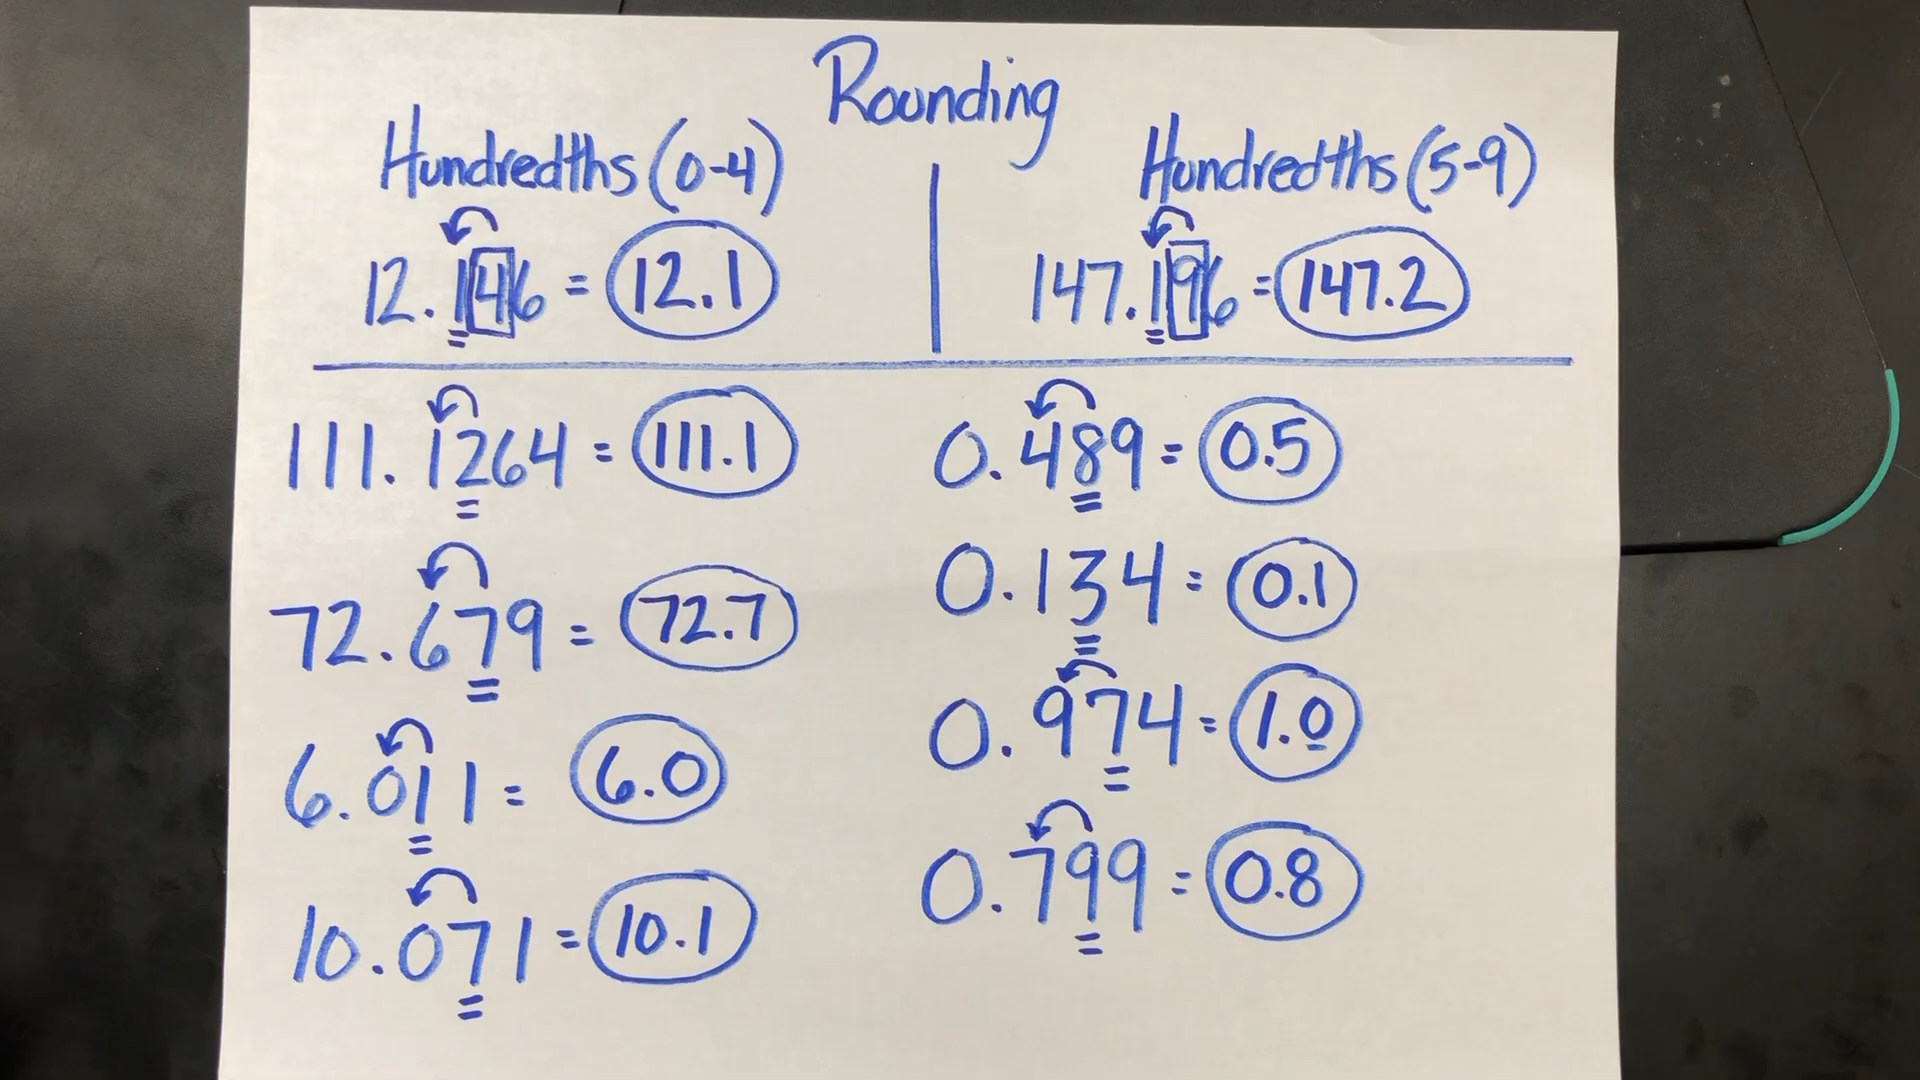 Rounding
Hundredths (0-4)
12.146 = 12.1
Hundredths (5-9)
147.196 = 147.2
111.1264 = 111.1
72.679 = 72.7
6.011 = 6.0
10.071 = 10.1
0.489 = 0.5
0.134 = 0.1
0.974 = 1.0
0.799 = 0.8